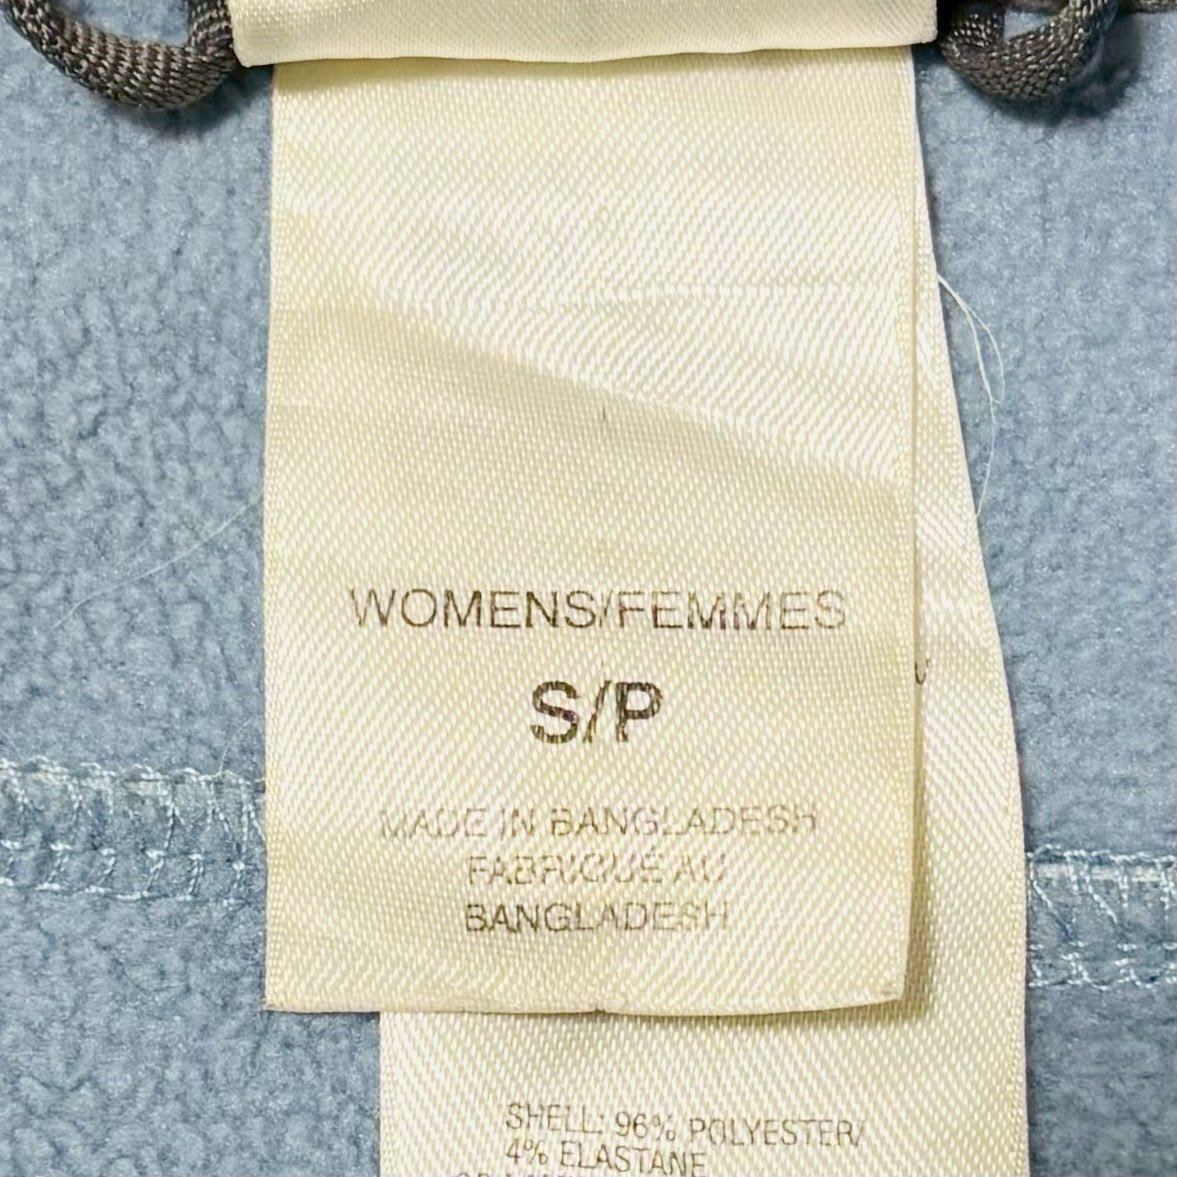 WOMENS/FEMMES
S/P
MADE IN BANGLADESH
FABRIQUÉ AU
BANGLADESH
SHELL: 96% POLYESTER/
4% ELASTANE